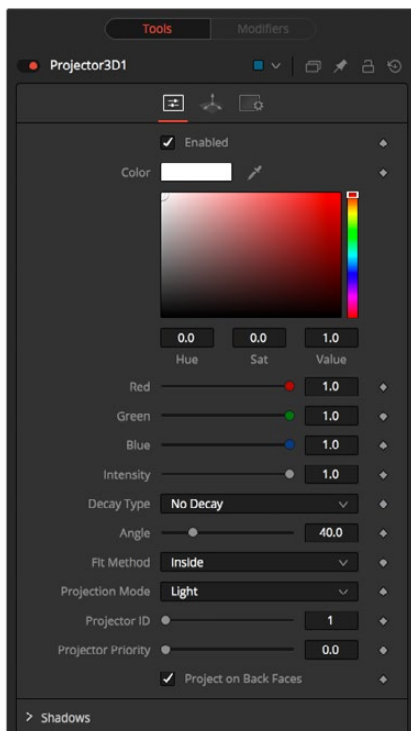 Tools Modifiers
Projector3D1
Enabled
Color
0.0 0.0 1.0
Hue Sat Value
Red 1.0
Green 1.0
Blue 1.0
Intensity 1.0
Decay Type No Decay
Angle 40.0
Fit Method Inside
Projection Mode Light
Projector ID 1
Projector Priority 0.0
Project on Back Faces
> Shadows